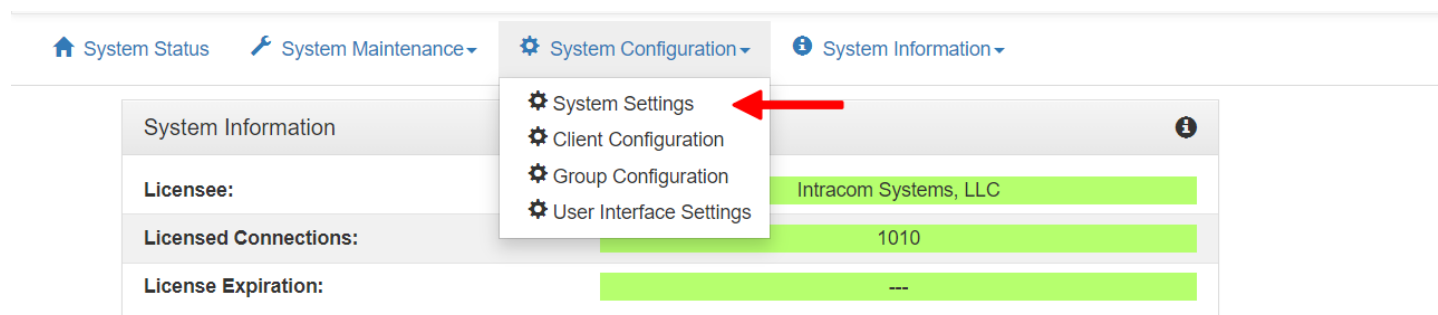 System Status System Maintenance System Configuration System Information
System Settings
Client Configuration
Group Configuration
User Interface Settings
System Information
Licensee: Intracom Systems, LLC
Licensed Connections: 1010
License Expiration: ---